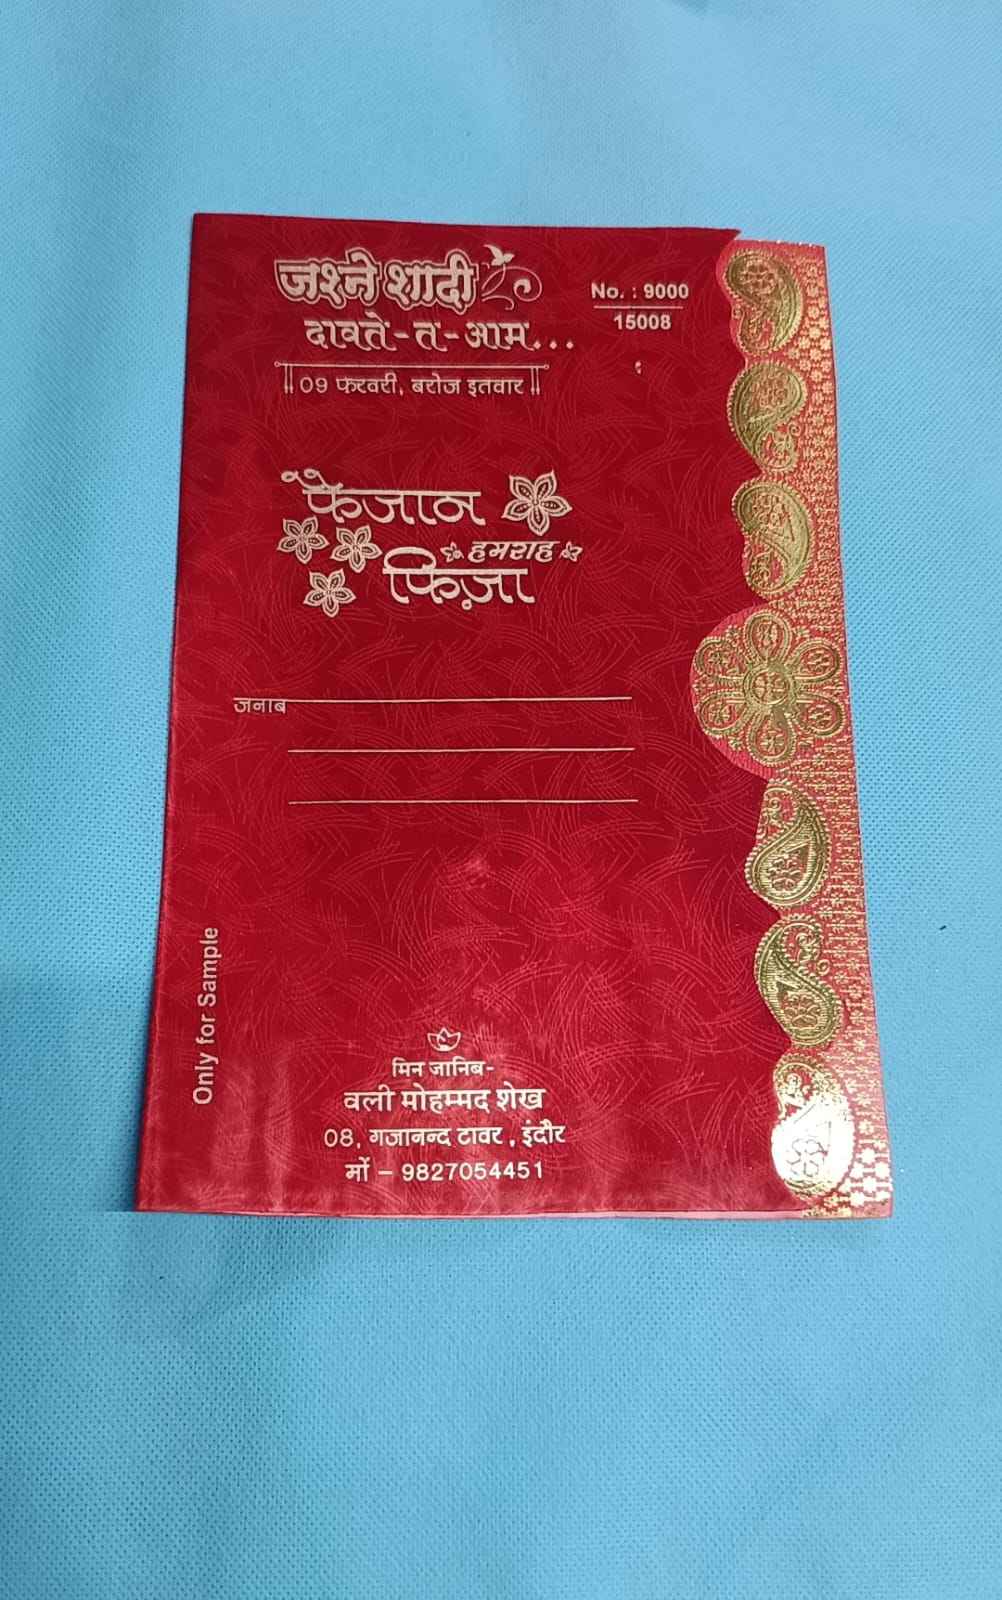 जश्ने शादी
दावते-त-आम...
09 फरवरी, बरोज इतवार
No. : 9000
15008
फैजान
हमराह
फ़िज़ा
जनाब
Only for Sample
मिन जानिब-
वली मोहम्मद शेख
08, गजानन्द टावर , इंदौर
मों – 9827054451